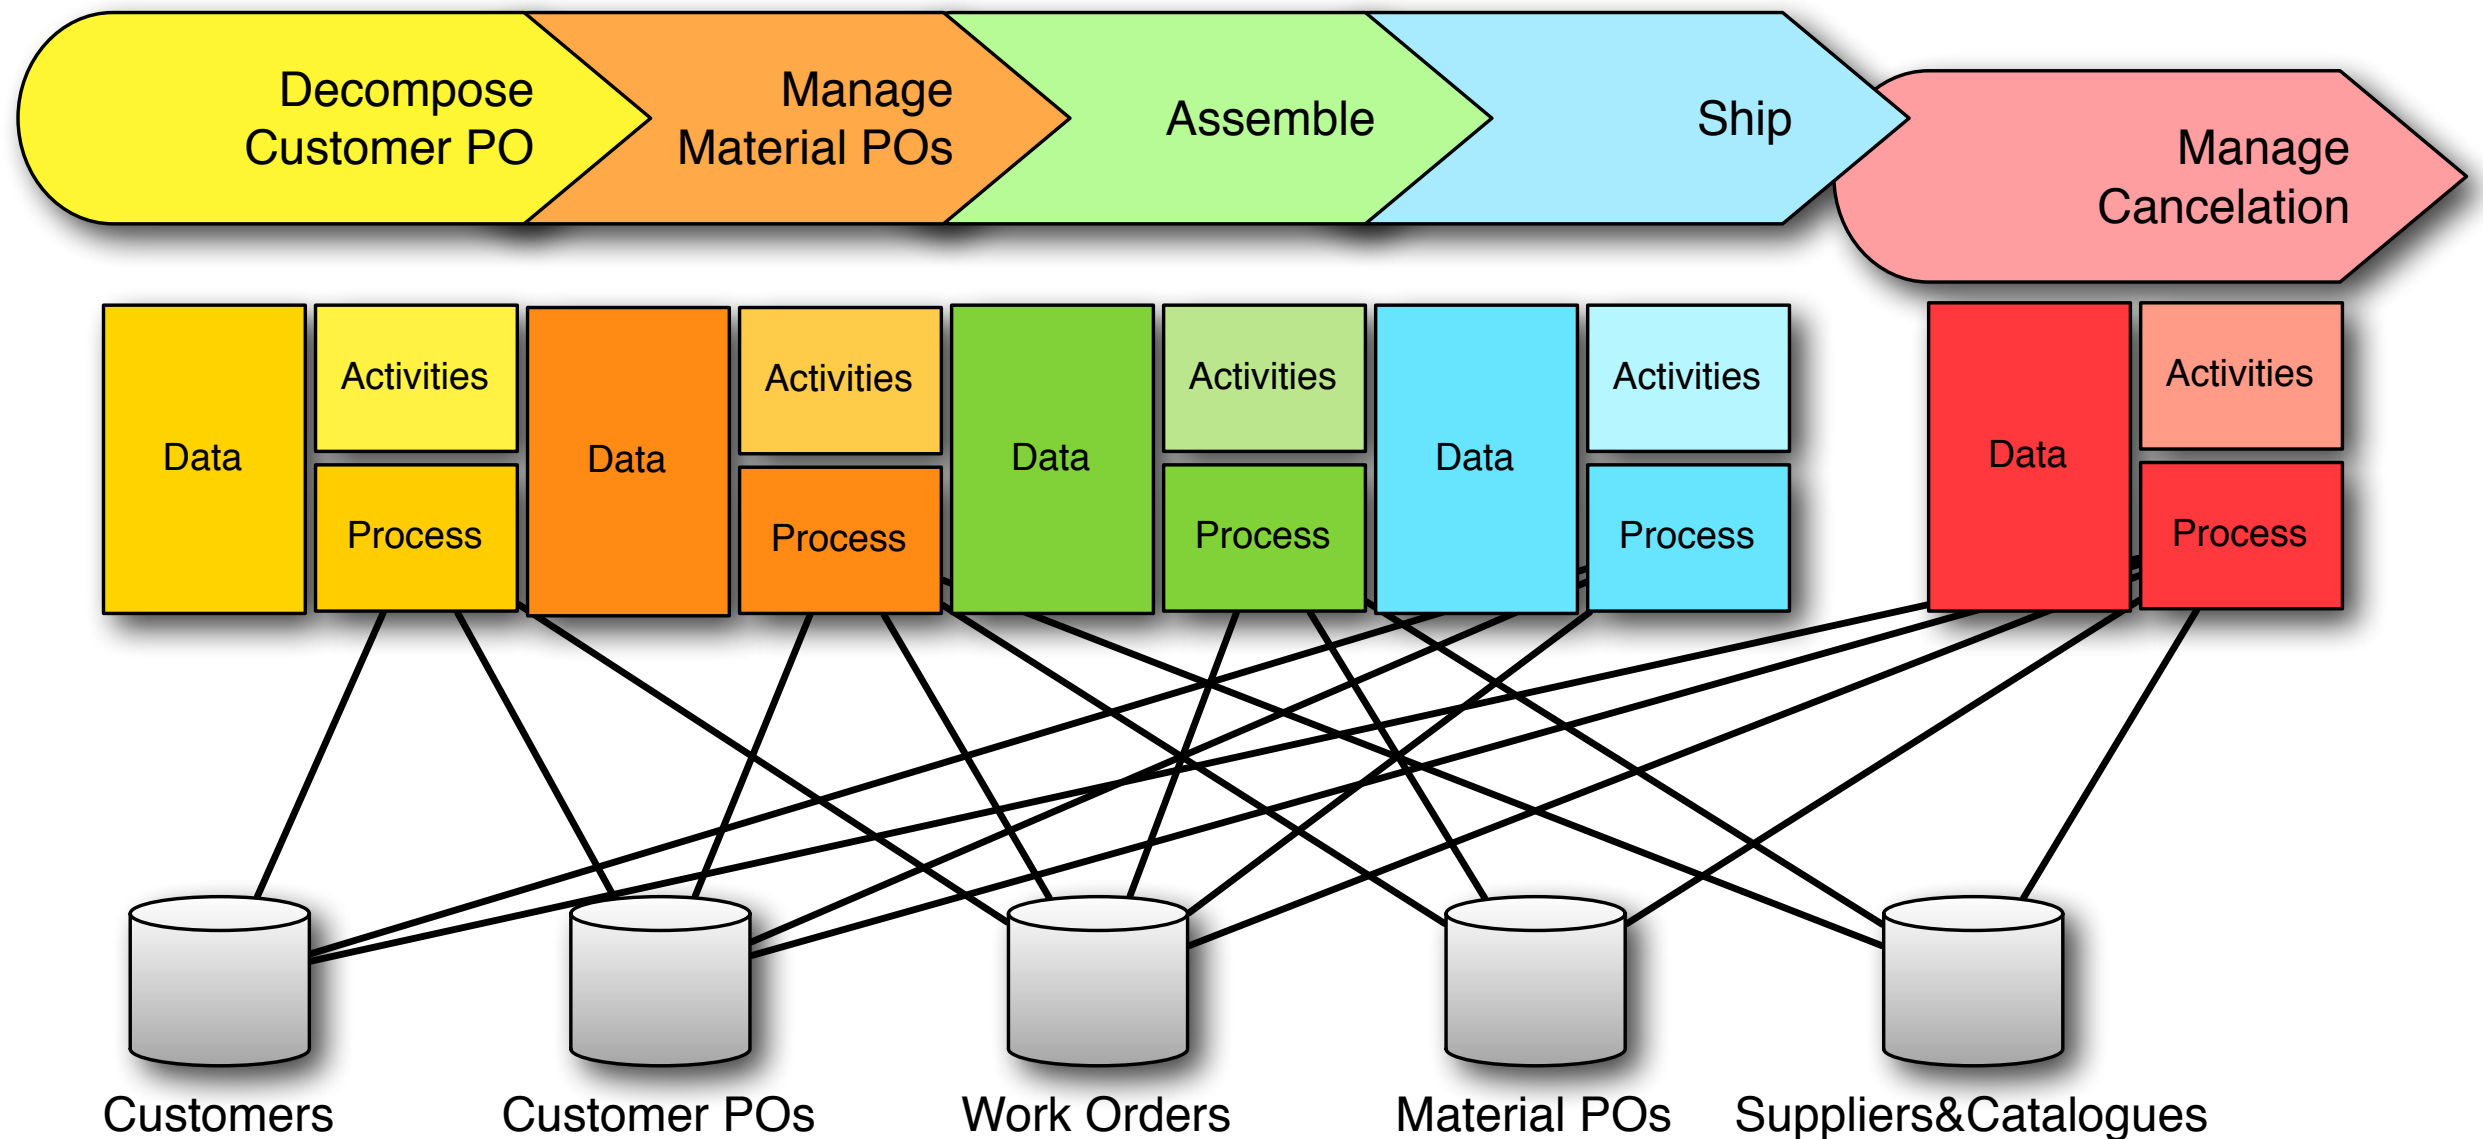 Decompose
Customer PO
Manage
Material POs
Assemble
Ship
Manage
Cancelation
Data
Activities
Process
Data
Activities
Process
Data
Activities
Process
Data
Activities
Process
Data
Activities
Process
Customers
Customer POs
Work Orders
Material POs
Suppliers&Catalogues